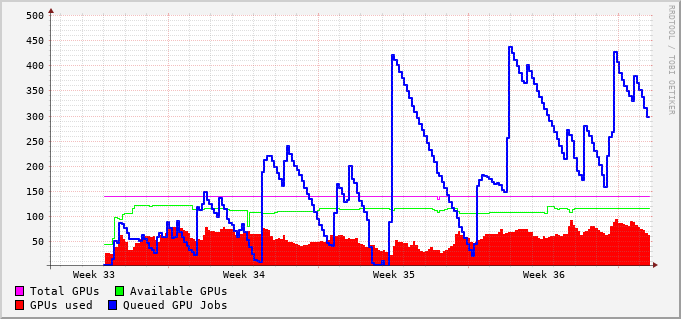 500
450
400
350
300
250
200
150
100
50
Week 33 Week 34 Week 35 Week 36
Total GPUs Available GPUs
GPUs used Queued GPU Jobs
RRDTOOL / TOBI OETIKER